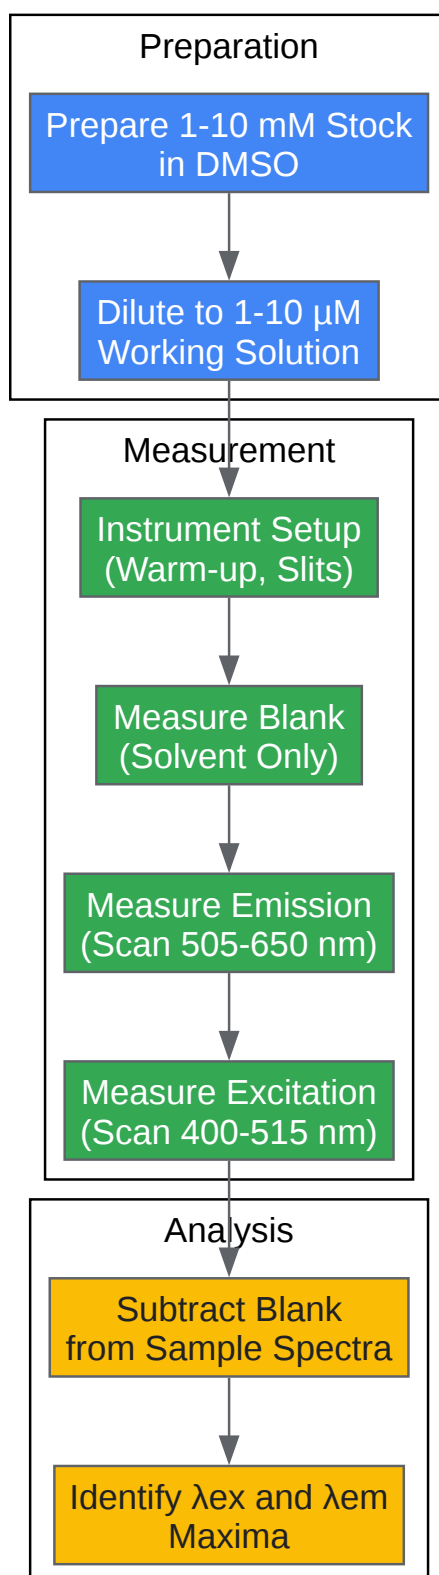 Preparation
Prepare 1-10 mM Stock
in DMSO
Dilute to 1-10 µM
Working Solution
Measurement
Instrument Setup
(Warm-up, Slits)
Measure Blank
(Solvent Only)
Measure Emission
(Scan 505-650 nm)
Measure Excitation
(Scan 400-515 nm)
Analysis
Subtract Blank
from Sample Spectra
Identify λex and λem
Maxima